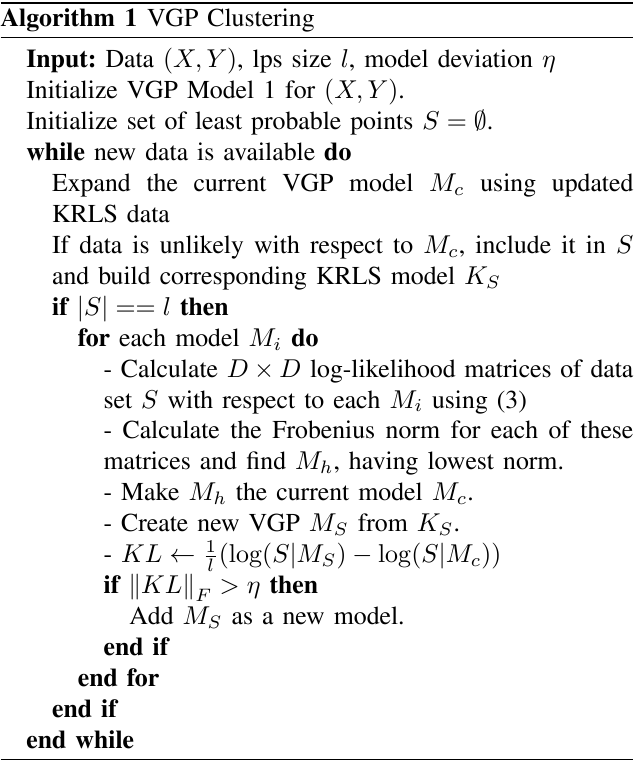 Algorithm 1 VGP Clustering
Input: Data (X, Y), lps size l, model deviation η
Initialize VGP Model 1 for (X, Y).
Initialize set of least probable points S = ∅.
while new data is available do
Expand the current VGP model M_c using updated
KRLS data
If data is unlikely with respect to M_c, include it in S
and build corresponding KRLS model K_S
if |S| == l then
for each model M_i do
- Calculate D × D log-likelihood matrices of data
set S with respect to each M_i using (3)
- Calculate the Frobenius norm for each of these
matrices and find M_h, having lowest norm.
- Make M_h the current model M_c.
- Create new VGP M_S from K_S.
- KL ← 1/l (log(S|M_S) − log(S|M_c))
if ‖KL‖_F > η then
Add M_S as a new model.
end if
end for
end if
end while